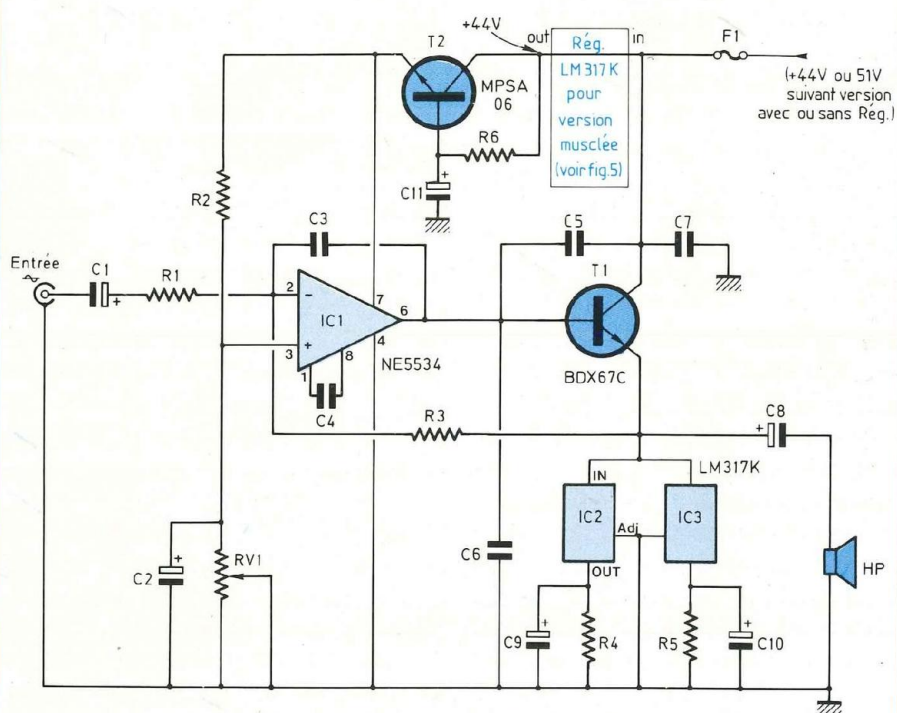 +44V
T2
out
in
F1
Rég.
LM317K
pour
version
musclée
(voir fig.5)
(+44V ou 51V
suivant version
avec ou sans Rég.)
MPSA
06
R6
C11
R2
C3
C5
C7
T1
Entrée
~
C1
R1
+
2
-
IC1
7
6
3
+
4
8
1
NE5534
C4
BDX67C
R3
C8
+
LM317K
IN
IC2
Adj
IC3
OUT
C2
+
RV1
C6
C9
+
R4
R5
+
C10
HP
+